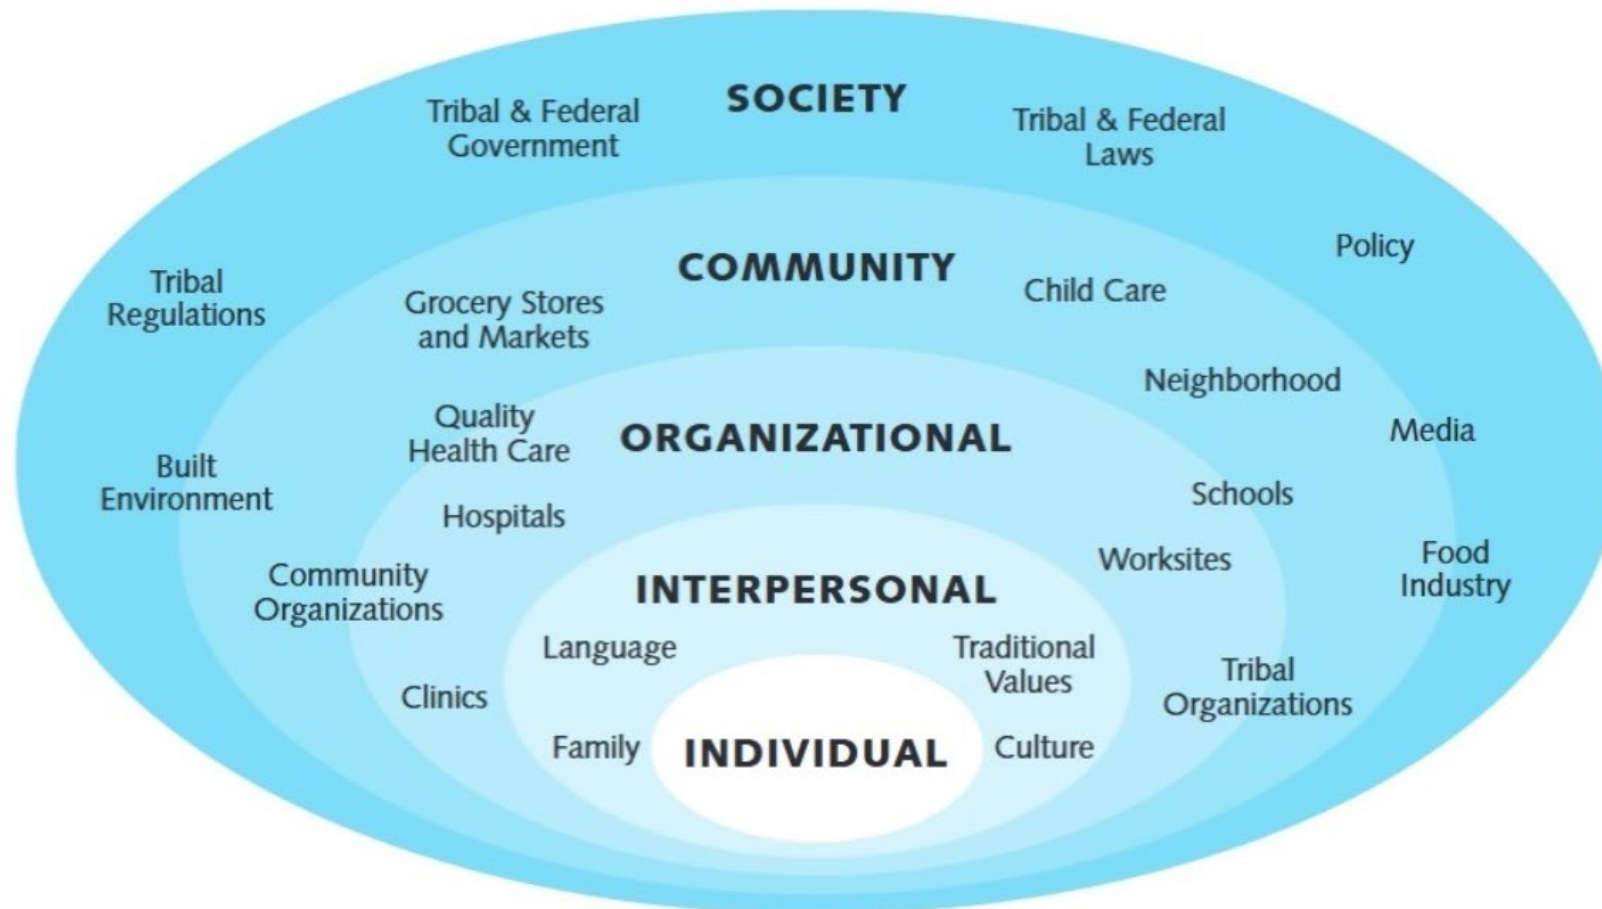 SOCIETY
Tribal & Federal
Government
Tribal & Federal
Laws
Policy
Tribal
Regulations
COMMUNITY
Child Care
Grocery Stores
and Markets
Neighborhood
Media
Quality
Health Care
ORGANIZATIONAL
Built
Environment
Schools
Hospitals
Worksites
Food
Industry
Community
Organizations
INTERPERSONAL
Language
Traditional
Values
Tribal
Organizations
Clinics
Family
INDIVIDUAL
Culture